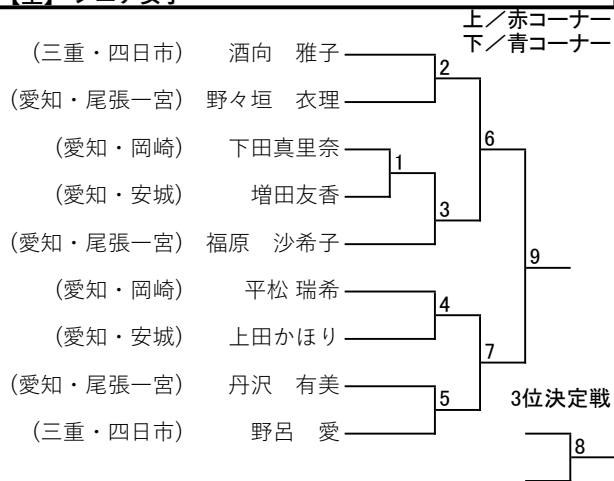 上／赤コーナー
下／青コーナー
(三重・四日市) 酒向 雅子
2
(愛知・尾張一宮) 野々垣 衣理
6
(愛知・岡崎) 下田真里奈
1
(愛知・安城) 増田友香
3
(愛知・尾張一宮) 福原 沙希子
9
(愛知・岡崎) 平松 瑞希
4
(愛知・安城) 上田かほり
7
(愛知・尾張一宮) 丹沢 有美
5
3位決定戦
(三重・四日市) 野呂 愛
8